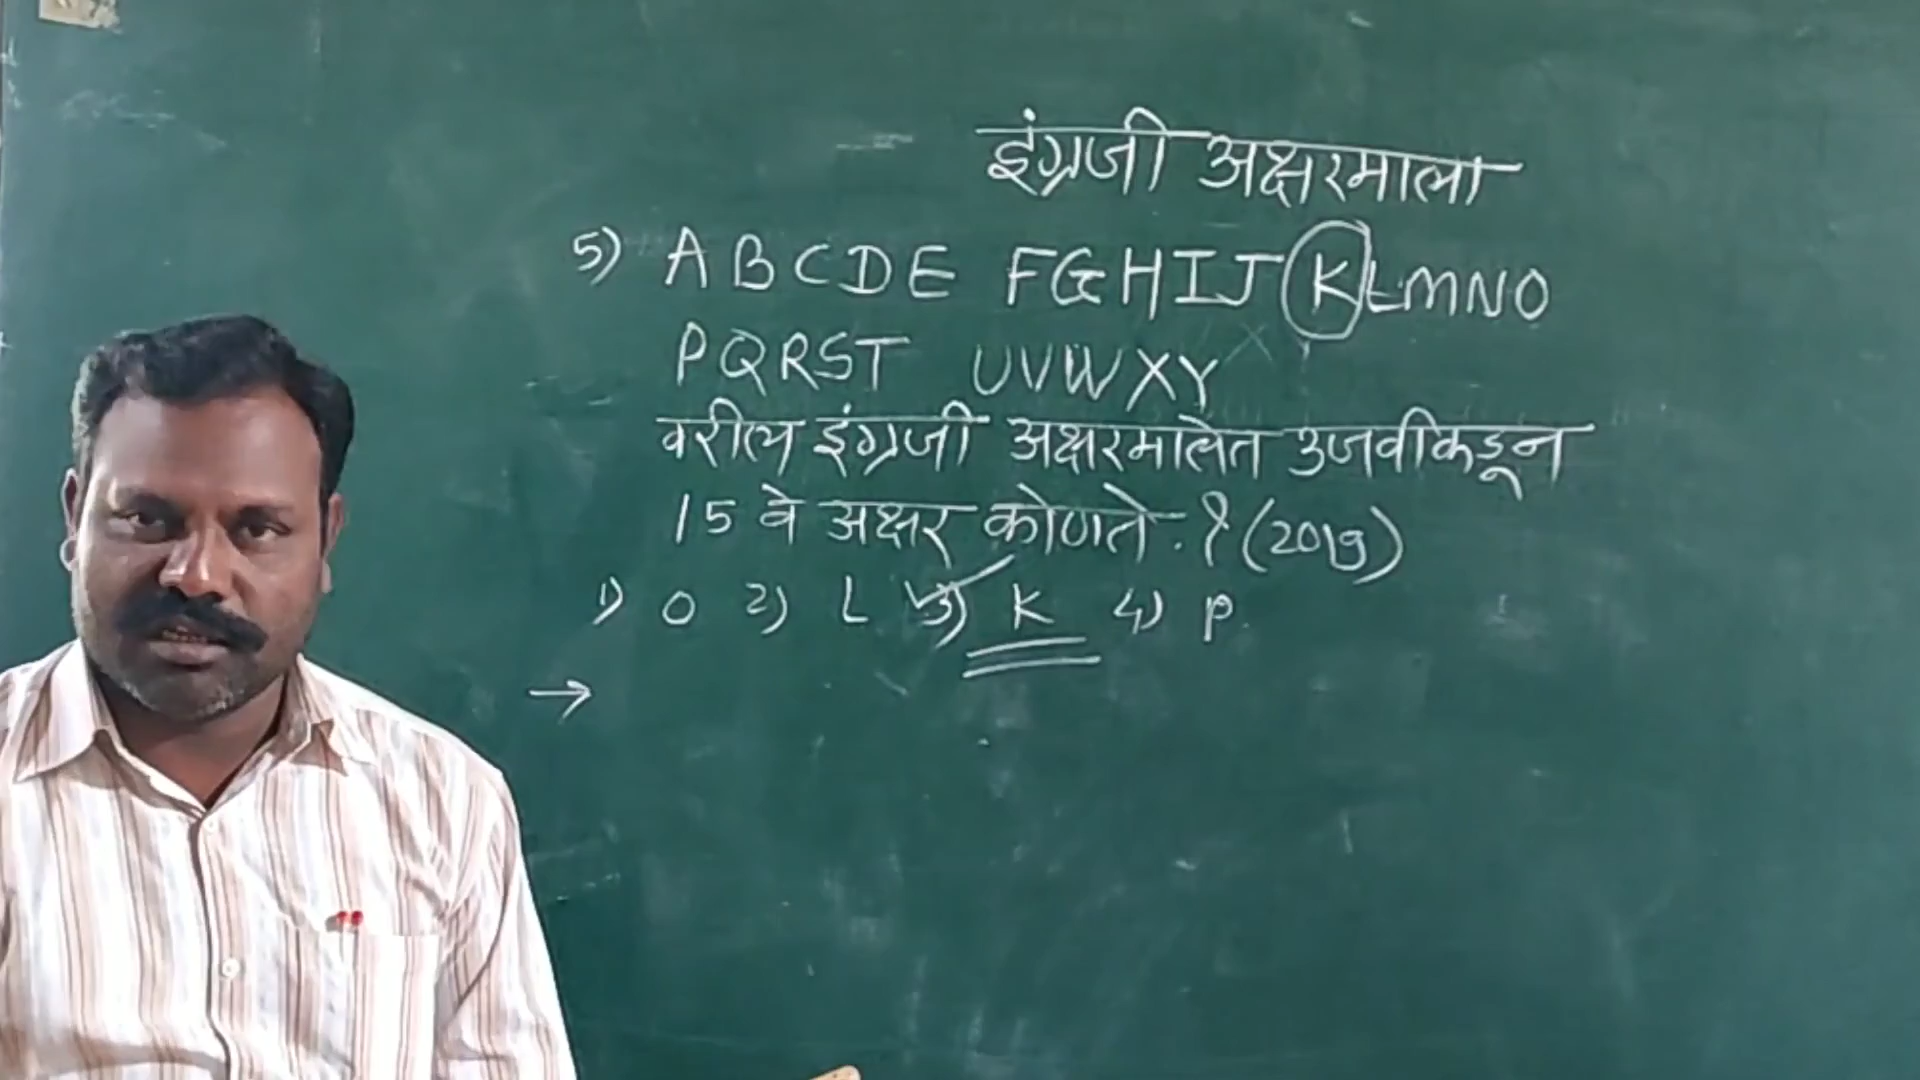 इंग्रजी अक्षरमाला
5) A B C D E F G H I J K L M N O
P Q R S T U V W X Y
वरील इंग्रजी अक्षरमालेत उजवीकडून
15 वे अक्षर कोणते . ? (2019)
1) O 2) L 3) K 4) P
→